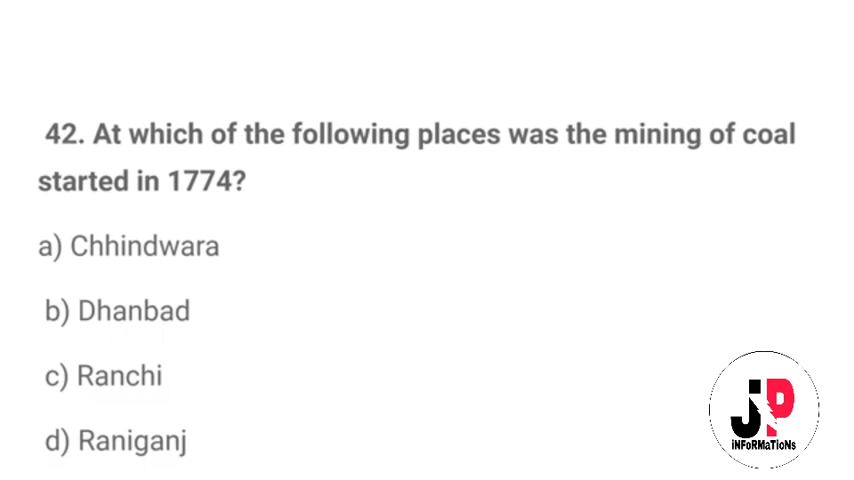 42. At which of the following places was the mining of coal
started in 1774?
a) Chhindwara
b) Dhanbad
c) Ranchi
d) Raniganj
JP
iNFoRMaTioNs